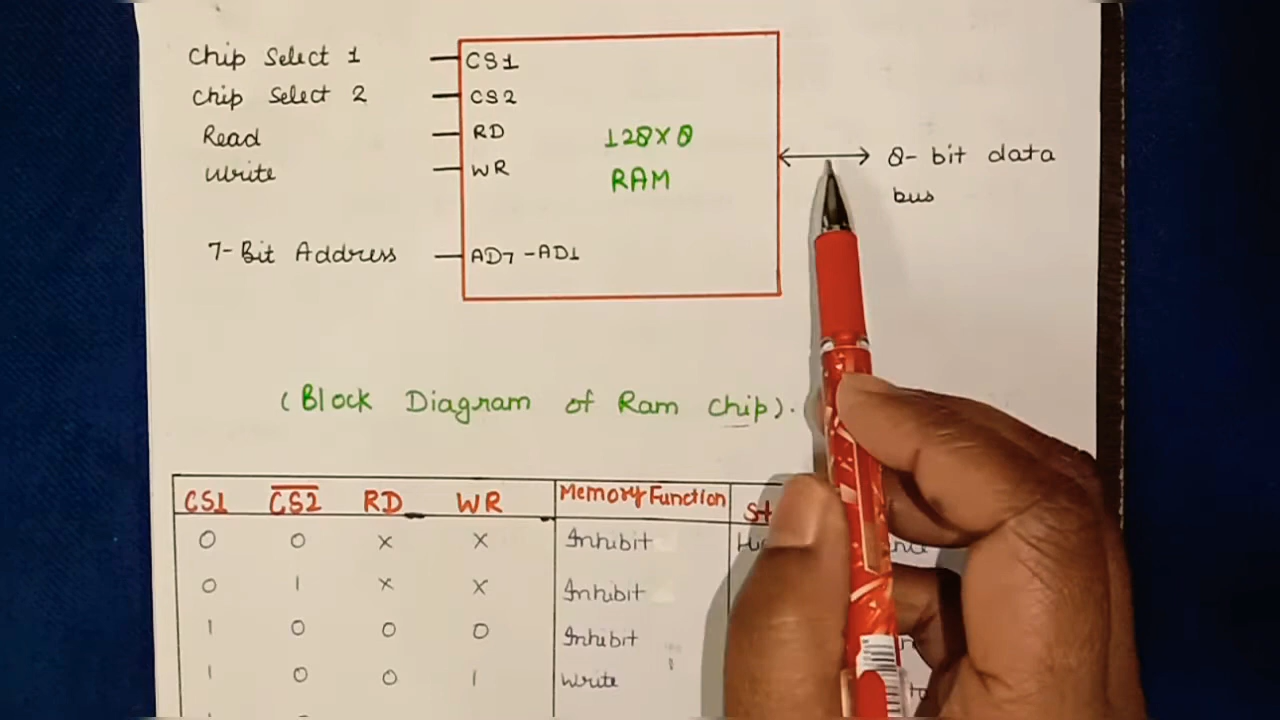 Chip Select 1
CS1
Chip Select 2
CS2
Read
RD
128X8
RAM
Write
WR
8-bit data
bus
7-Bit Address
AD7 -AD1
(Block Diagram of Ram Chip).
CS1 C̅S̅2̅ RD WR Memory Function
0 0 x x Inhibit
0 1 x x Inhibit
1 0 0 0 Inhibit
1 0 0 1 Write